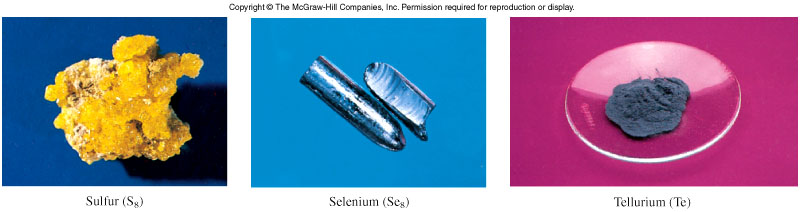 Copyright © The McGraw-Hill Companies, Inc. Permission required for reproduction or display.
Sulfur (S₈)
Selenium (Se₈)
Tellurium (Te)